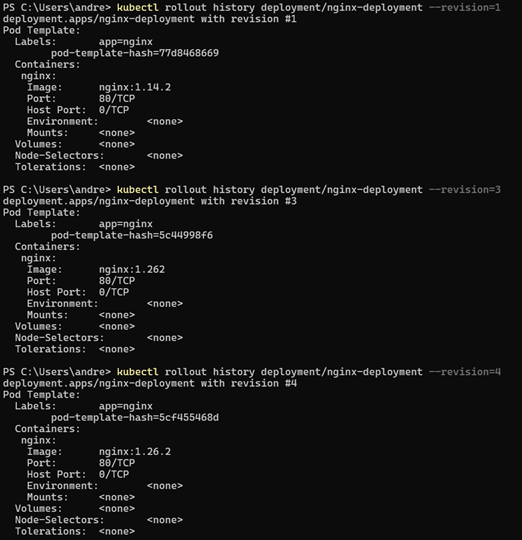 PS C:\Users\andre> kubectl rollout history deployment/nginx-deployment --revision=1
deployment.apps/nginx-deployment with revision #1
Pod Template:
  Labels:       app=nginx
        pod-template-hash=77d8468669
  Containers:
   nginx:
    Image:      nginx:1.14.2
    Port:       80/TCP
    Host Port:  0/TCP
    Environment:        <none>
    Mounts:     <none>
  Volumes:      <none>
  Node-Selectors:       <none>
  Tolerations:  <none>

PS C:\Users\andre> kubectl rollout history deployment/nginx-deployment --revision=3
deployment.apps/nginx-deployment with revision #3
Pod Template:
  Labels:       app=nginx
        pod-template-hash=5c44998f6
  Containers:
   nginx:
    Image:      nginx:1.262
    Port:       80/TCP
    Host Port:  0/TCP
    Environment:        <none>
    Mounts:     <none>
  Volumes:      <none>
  Node-Selectors:       <none>
  Tolerations:  <none>

PS C:\Users\andre> kubectl rollout history deployment/nginx-deployment --revision=4
deployment.apps/nginx-deployment with revision #4
Pod Template:
  Labels:       app=nginx
        pod-template-hash=5cf455468d
  Containers:
   nginx:
    Image:      nginx:1.26.2
    Port:       80/TCP
    Host Port:  0/TCP
    Environment:        <none>
    Mounts:     <none>
  Volumes:      <none>
  Node-Selectors:       <none>
  Tolerations:  <none>